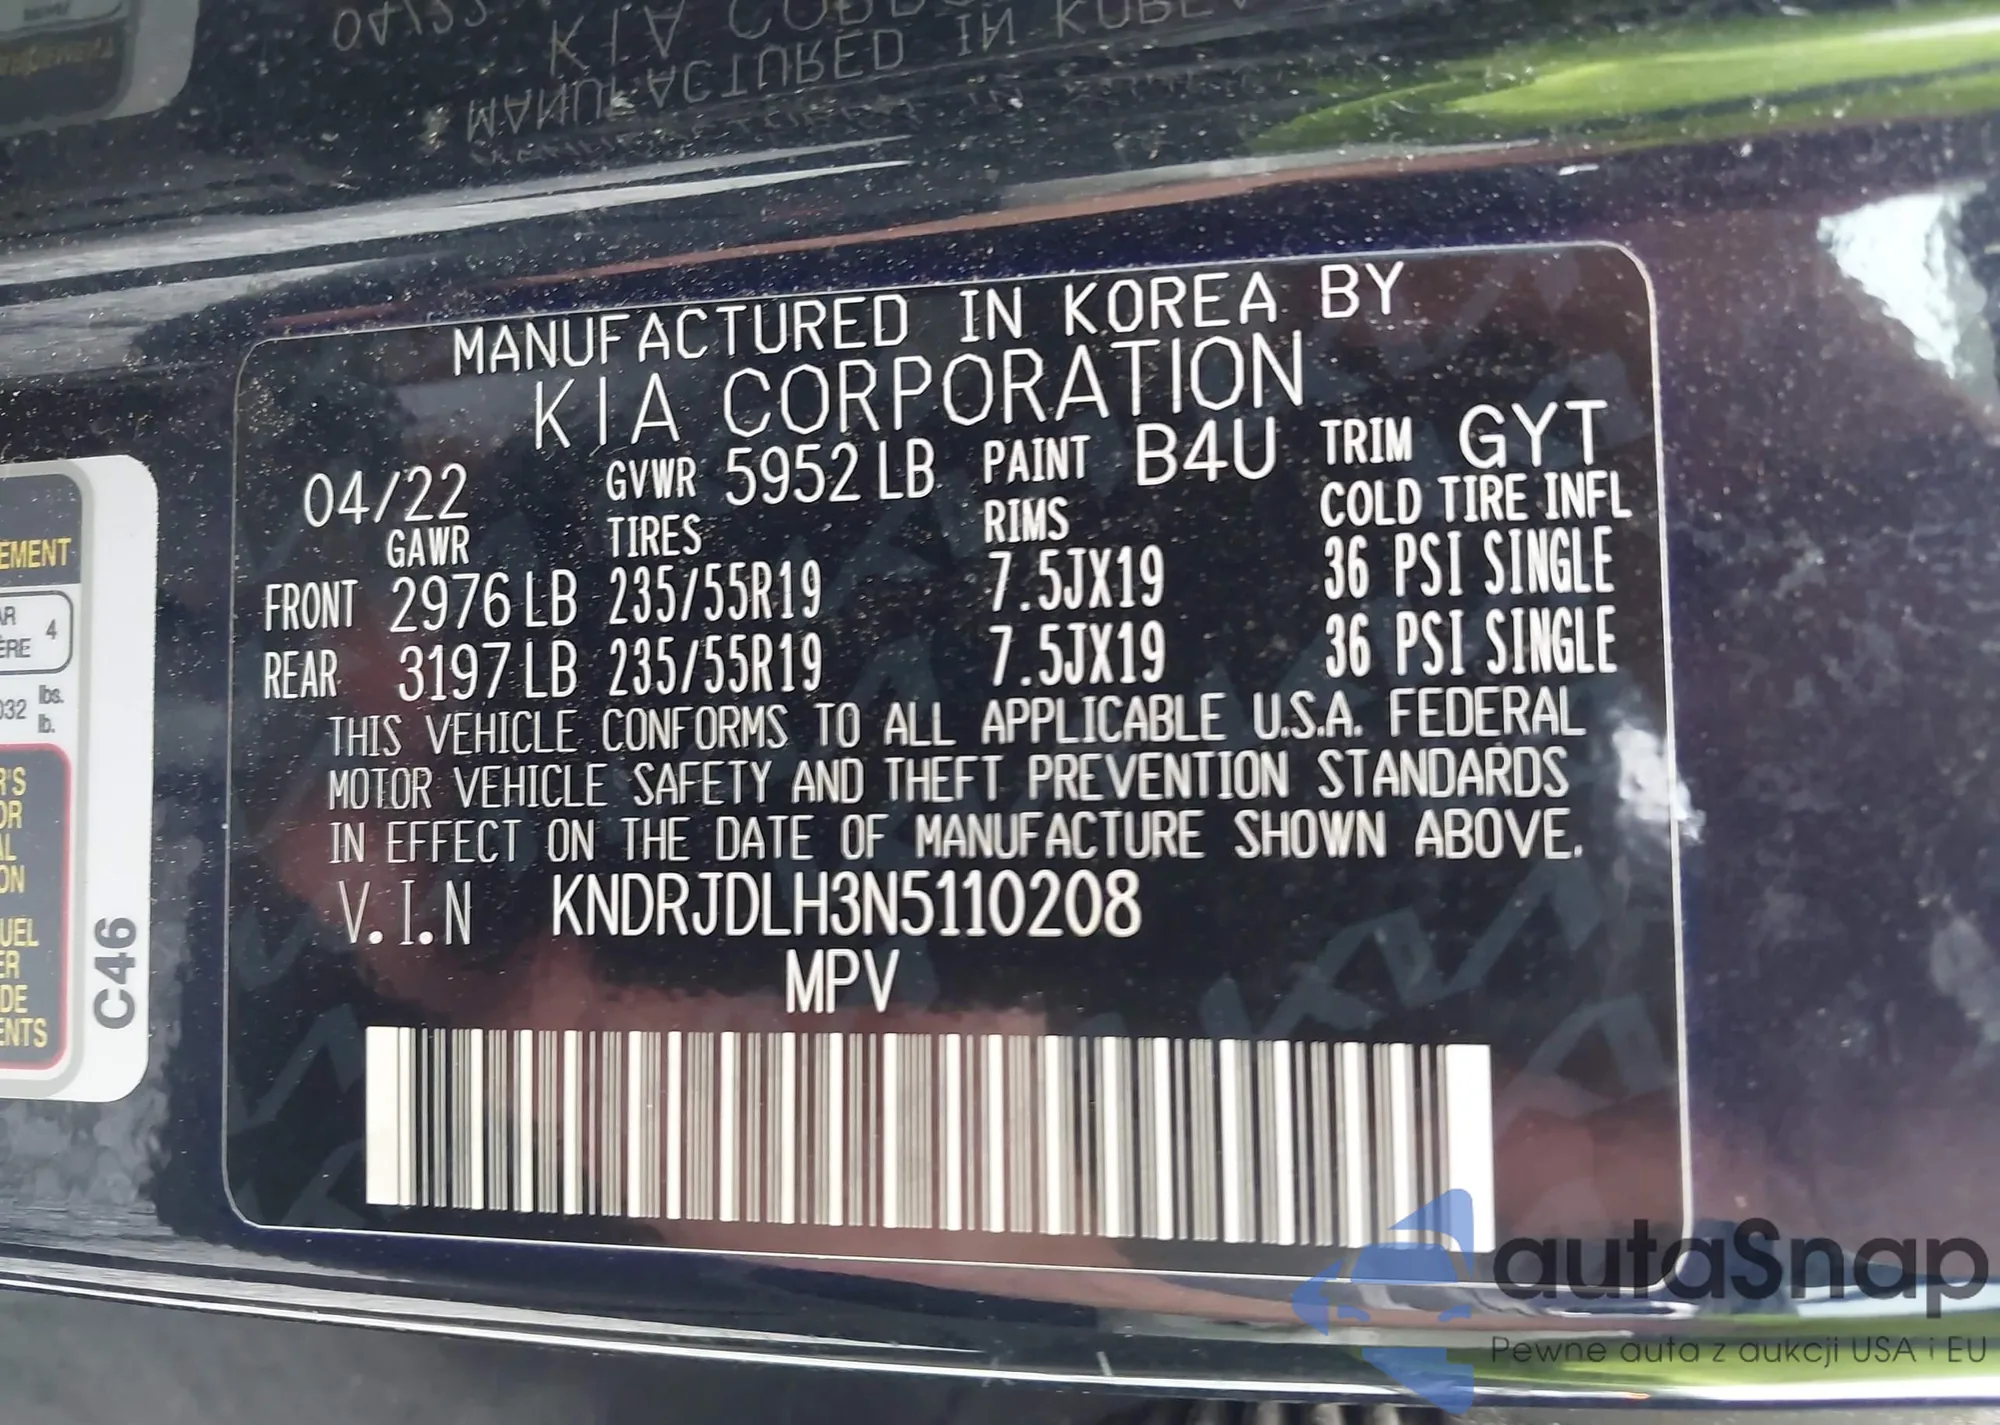 MANUFACTURED IN KOREA BY
KIA CORPORATION
04/22 GVWR 5952 LB PAINT B4U TRIM GYT
GAWR TIRES RIMS COLD TIRE INFL
FRONT 2976 LB 235/55R19 7.5JX19 36 PSI SINGLE
REAR 3197 LB 235/55R19 7.5JX19 36 PSI SINGLE
THIS VEHICLE CONFORMS TO ALL APPLICABLE U.S.A. FEDERAL
MOTOR VEHICLE SAFETY AND THEFT PREVENTION STANDARDS
IN EFFECT ON THE DATE OF MANUFACTURE SHOWN ABOVE.
V.I.N KNDRJDLH3N5110208
MPV
4
lbs.
lb.
C46
autaSnap
Pewne auta z aukcji USA i EU